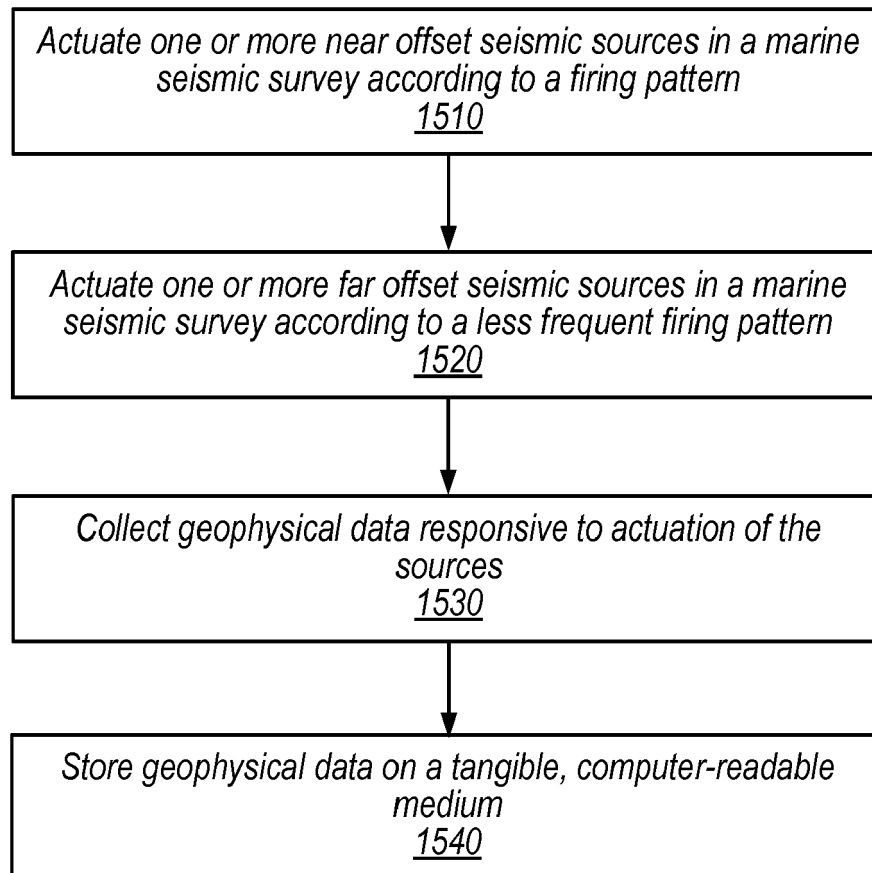 Actuate one or more near offset seismic sources in a marine
seismic survey according to a firing pattern
1510
Actuate one or more far offset seismic sources in a marine
seismic survey according to a less frequent firing pattern
1520
Collect geophysical data responsive to actuation of the
sources
1530
Store geophysical data on a tangible, computer-readable
medium
1540